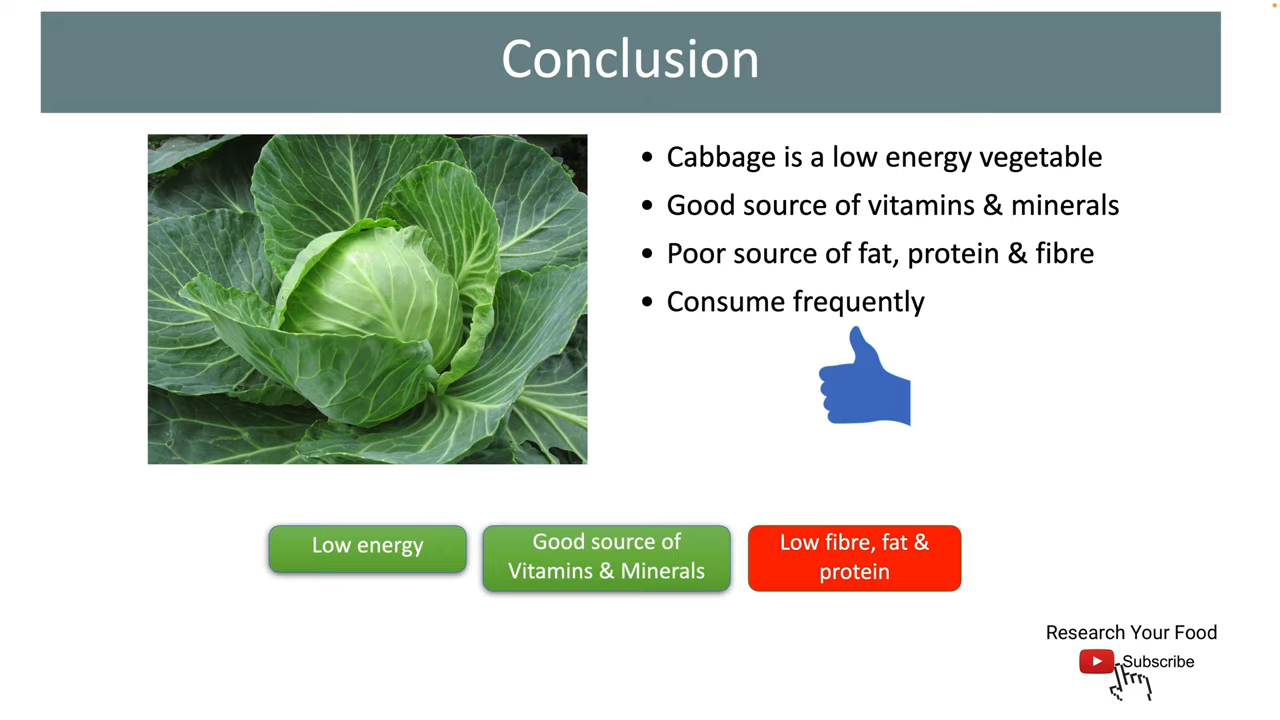 Conclusion
• Cabbage is a low energy vegetable
• Good source of vitamins & minerals
• Poor source of fat, protein & fibre
• Consume frequently
Low energy
Good source of
Vitamins & Minerals
Low fibre, fat &
protein
Research Your Food
Subscribe